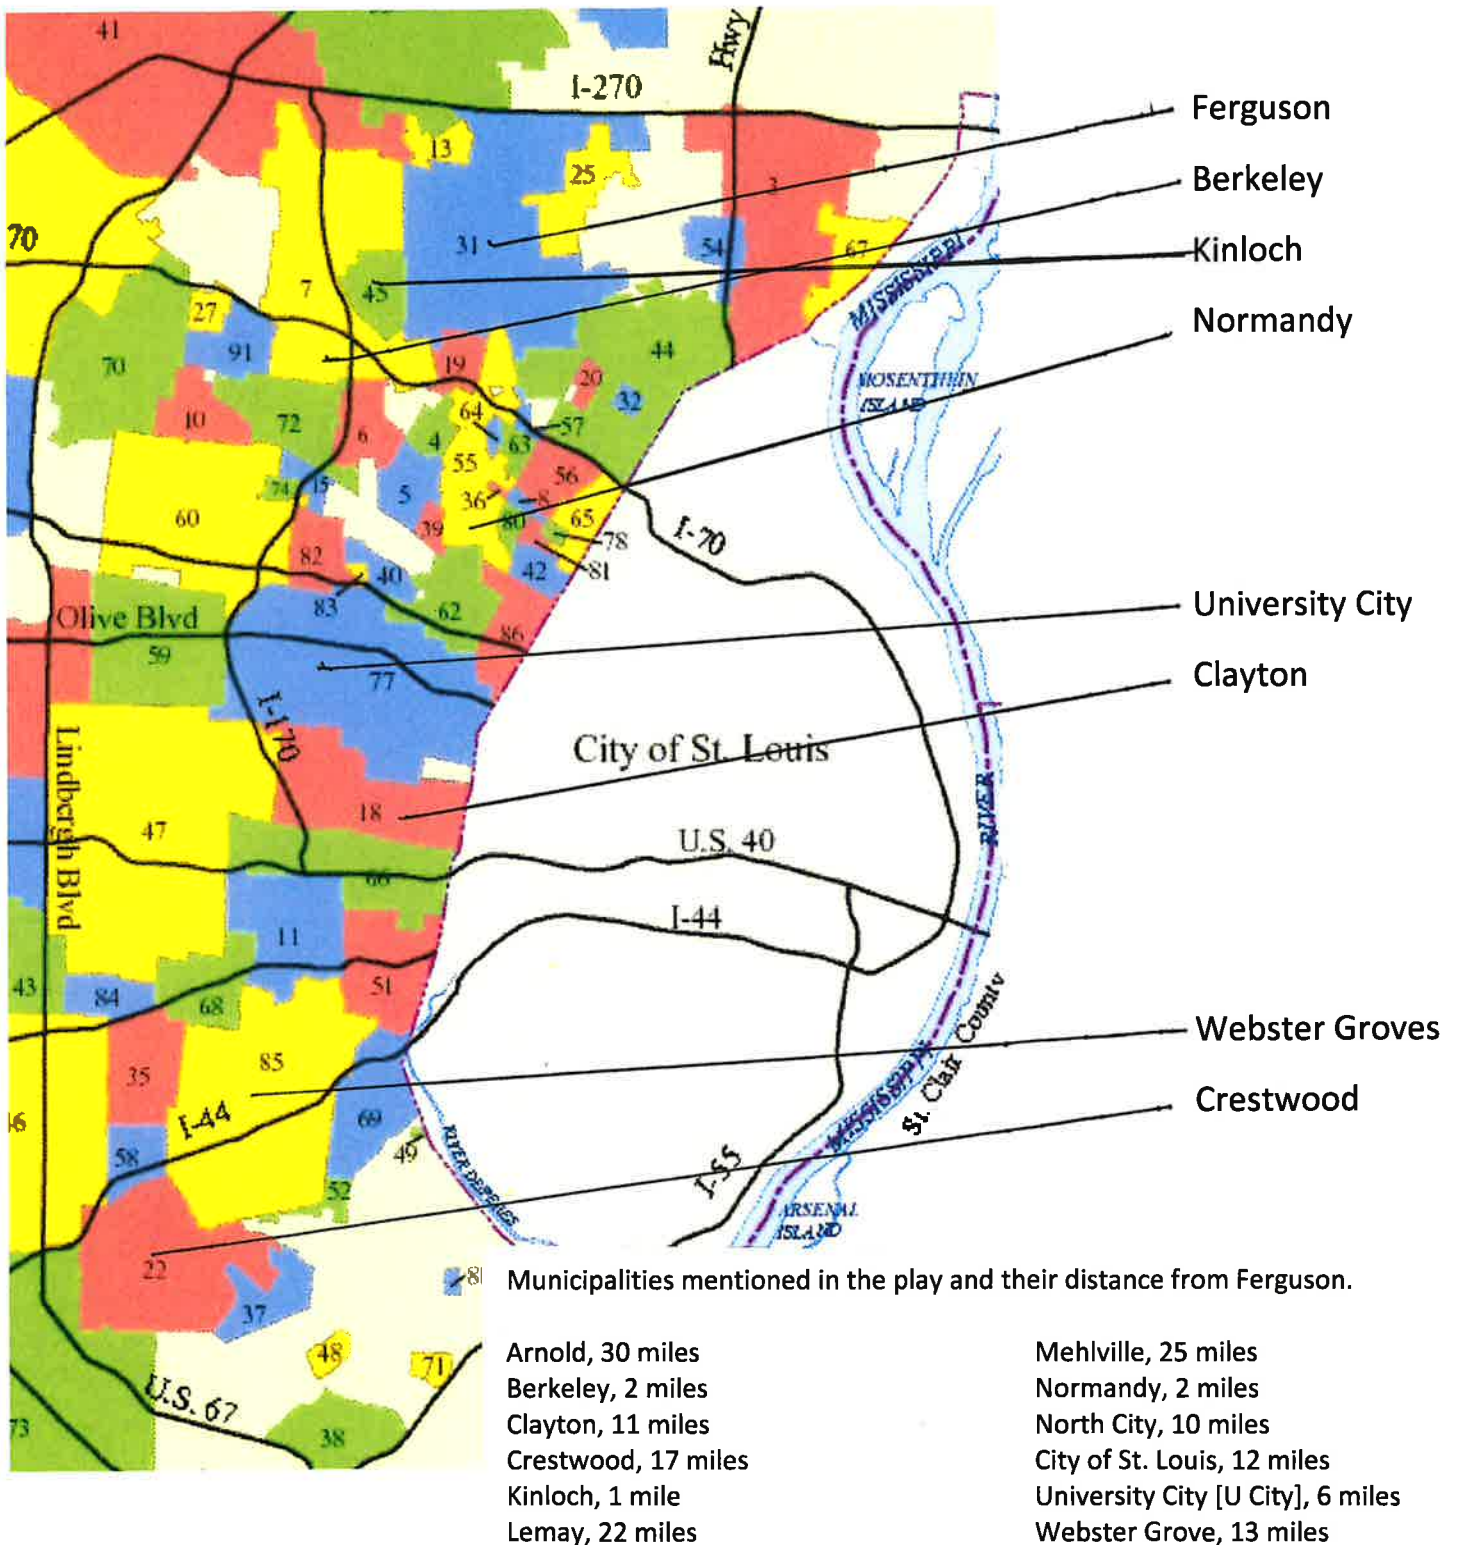 41
Hwy
I-270
Ferguson
13
25
3
Berkeley
70
31
54
67
Kinloch
MISSISSIPPI
7
45
27
Normandy
91
19
44
70
20
MOSENTHEIN
ISLAND
32
64
10
72
6
4
63
57
55
56
74
15
5
36
8
60
39
80
65
I-70
78
82
40
42
81
83
62
Olive Blvd
University City
86
59
77
Clayton
I-170
City of St. Louis
Lindbergh Blvd
18
47
RIVER
U.S. 40
66
I-44
11
43
84
68
51
St. Clair County
Webster Groves
35
85
MISSISSIPPI
Crestwood
46
I-44
69
49
RIVER DEPERES
58
I-55
52
ARSENAL
ISLAND
22
8
37
48
71
U.S. 67
73
38
Municipalities mentioned in the play and their distance from Ferguson.
Arnold, 30 miles
Berkeley, 2 miles
Clayton, 11 miles
Crestwood, 17 miles
Kinloch, 1 mile
Lemay, 22 miles
Mehlville, 25 miles
Normandy, 2 miles
North City, 10 miles
City of St. Louis, 12 miles
University City [U City], 6 miles
Webster Grove, 13 miles